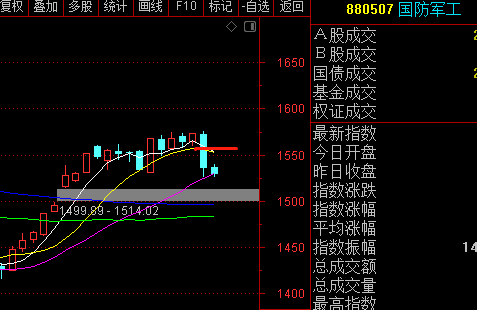 复权 叠加 多股 统计 画线 F10 标记 -自选 返回
880507 国防军工
1650
1600
1550
1500
1450
1400
1499.89 - 1514.02
A股成交 2
B股成交
国债成交 2
基金成交
权证成交
最新指数
今日开盘
昨日收盘
指数涨跌
指数涨幅
平均涨幅
指数振幅 14
总成交额
总成交量
最高指数